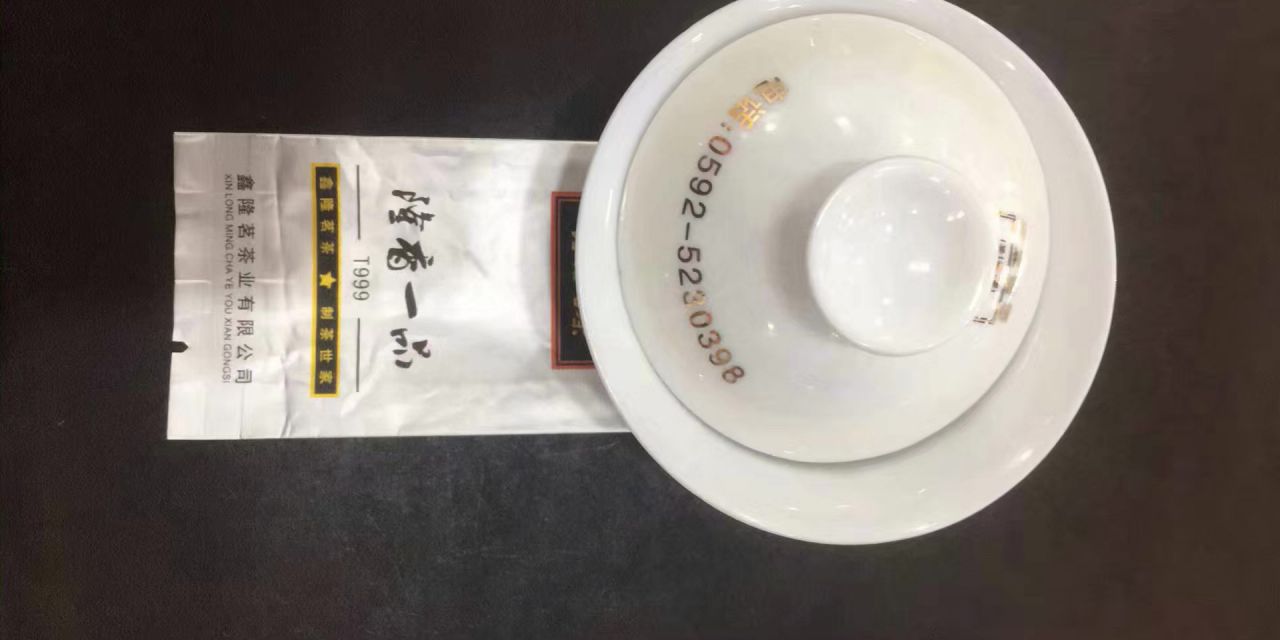 隆香一品
T999
鑫隆茗茶★制茶世家
鑫隆茗茶业有限公司
XIN LONG MING CHA YE YOU XIAN GONGSI
电话:0592-5230398